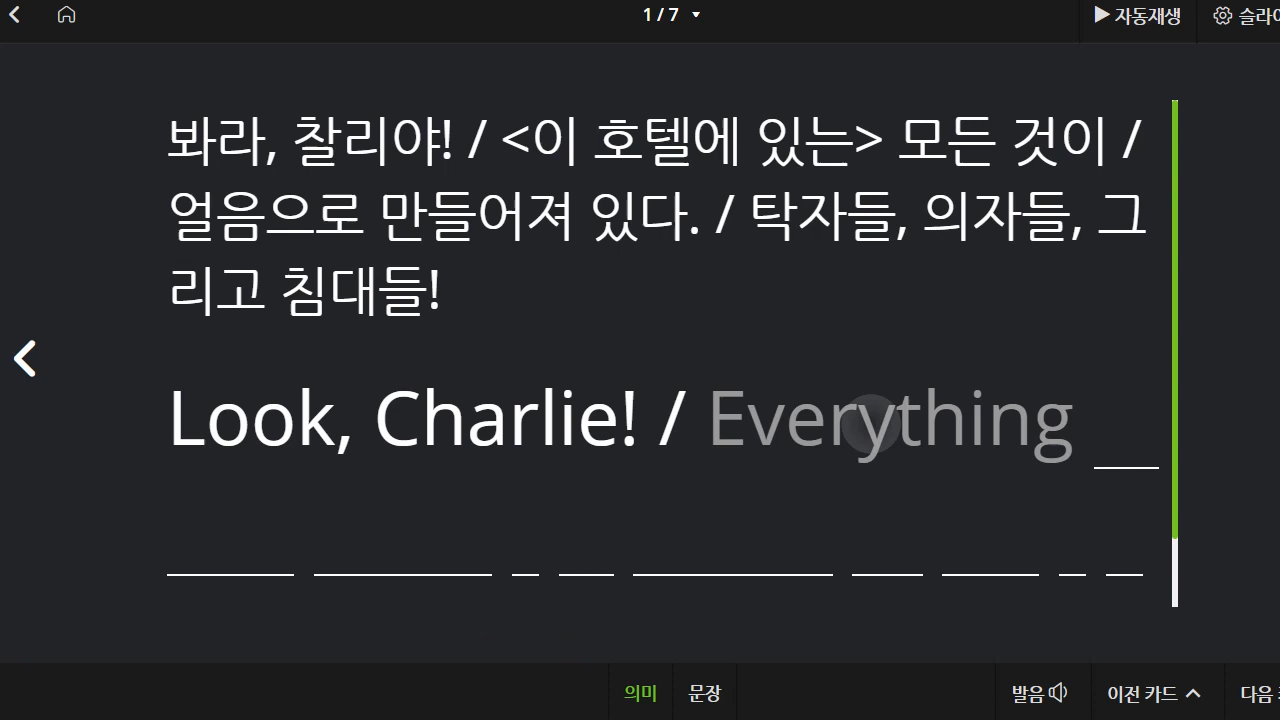 1 / 7
자동재생
슬라이
봐라, 찰리야! / <이 호텔에 있는> 모든 것이 /
얼음으로 만들어져 있다. / 탁자들, 의자들, 그
리고 침대들!
Look, Charlie! / Everything
의미
문장
발음
이전 카드
다음